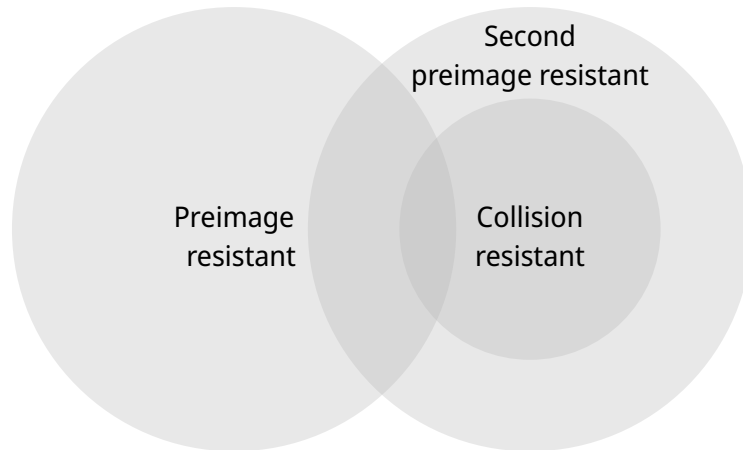 Second
preimage resistant
Preimage
resistant
Collision
resistant